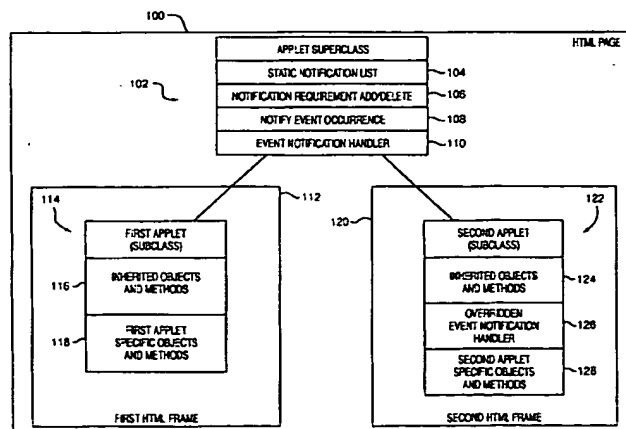 100
HTML PAGE
APPLET SUPERCLASS
STATIC NOTIFICATION LIST
104
102
NOTIFICATION REQUIREMENT ADD/DELETE
106
NOTIFY EVENT OCCURRENCE
108
EVENT NOTIFICATION HANDLER
110
112
114
FIRST APPLET
(SUBCLASS)
116
INHERITED OBJECTS
AND METHODS
118
FIRST APPLET
SPECIFIC OBJECTS
AND METHODS
FIRST HTML FRAME
120
122
SECOND APPLET
(SUBCLASS)
INHERITED OBJECTS
AND METHODS
124
OVERRIDDEN
EVENT NOTIFICATION
HANDLER
126
SECOND APPLET
SPECIFIC OBJECTS
AND METHODS
128
SECOND HTML FRAME